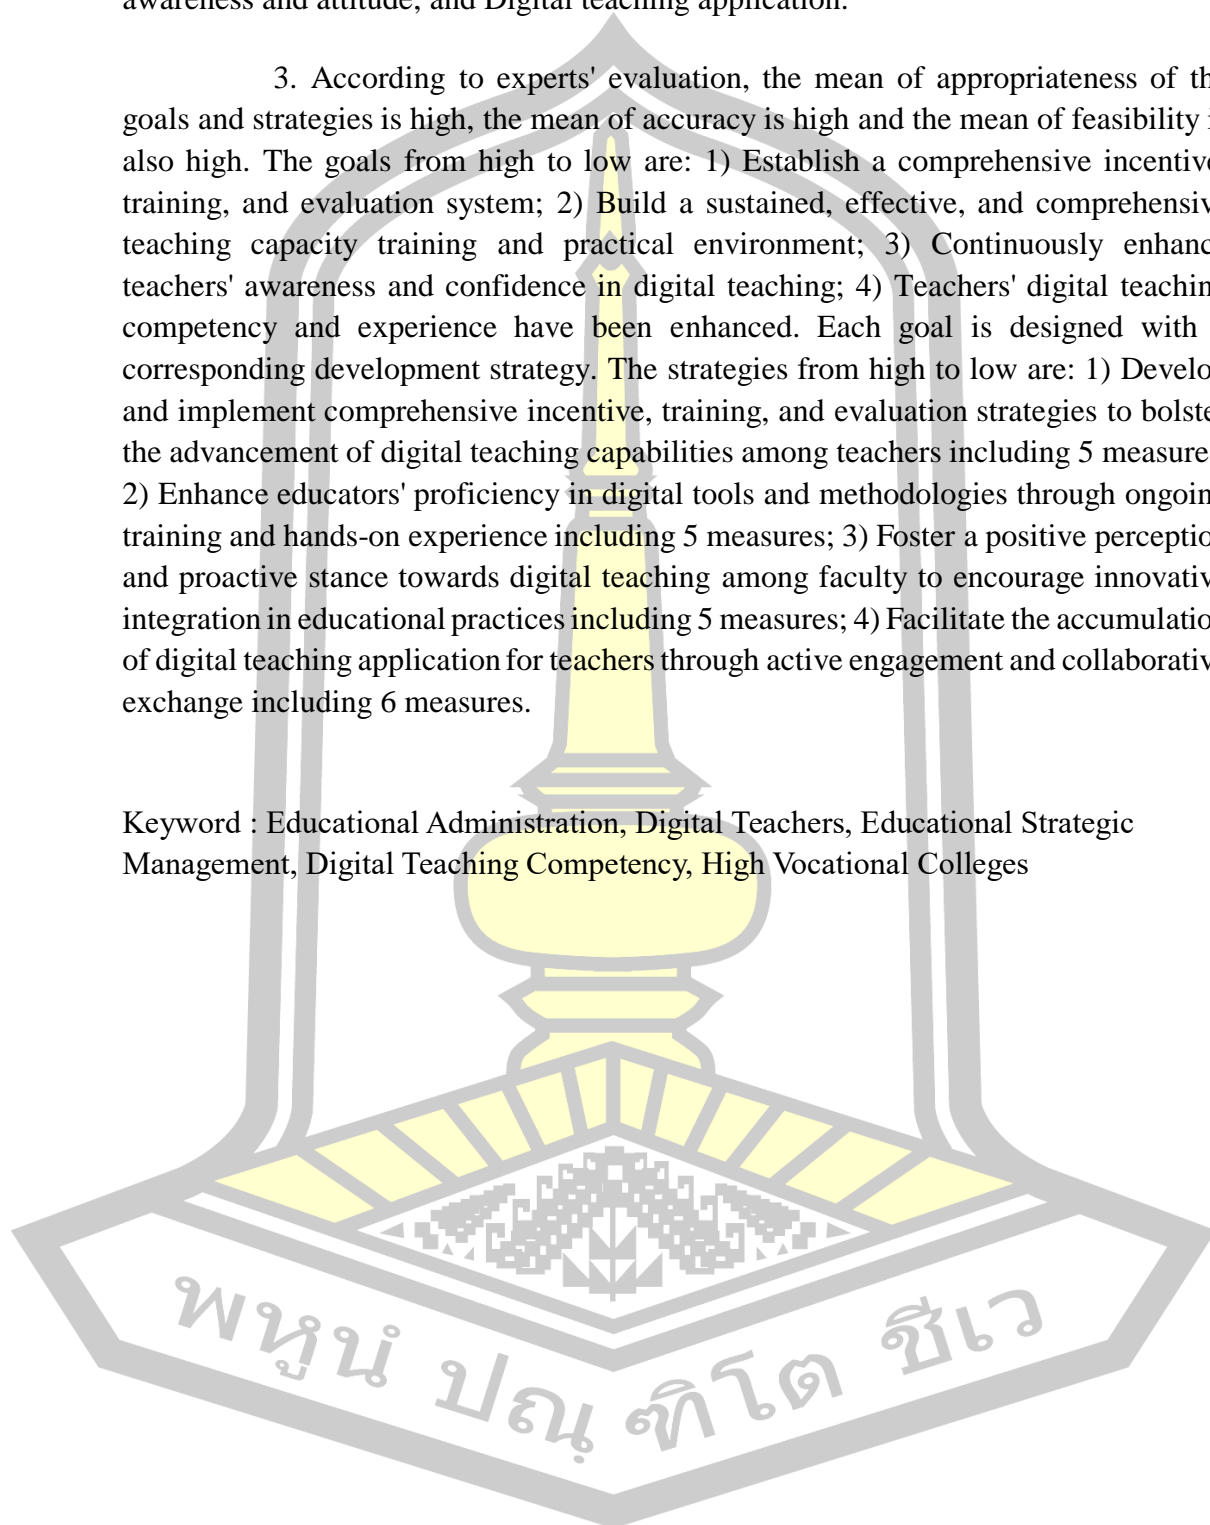 awareness and attitude, and Digital teaching application.
3. According to experts' evaluation, the mean of appropriateness of th
goals and strategies is high, the mean of accuracy is high and the mean of feasibility i
also high. The goals from high to low are: 1) Establish a comprehensive incentive
training, and evaluation system; 2) Build a sustained, effective, and comprehensiv
teaching capacity training and practical environment; 3) Continuously enhanc
teachers' awareness and confidence in digital teaching; 4) Teachers' digital teachin
competency and experience have been enhanced. Each goal is designed with
corresponding development strategy. The strategies from high to low are: 1) Develo
and implement comprehensive incentive, training, and evaluation strategies to bolste
the advancement of digital teaching capabilities among teachers including 5 measure
2) Enhance educators' proficiency in digital tools and methodologies through ongoin
training and hands-on experience including 5 measures; 3) Foster a positive perceptio
and proactive stance towards digital teaching among faculty to encourage innovativ
integration in educational practices including 5 measures; 4) Facilitate the accumulatio
of digital teaching application for teachers through active engagement and collaborativ
exchange including 6 measures.
Keyword : Educational Administration, Digital Teachers, Educational Strategic
Management, Digital Teaching Competency, High Vocational Colleges
พหูนํ ปณฺฑิโต ชีเว